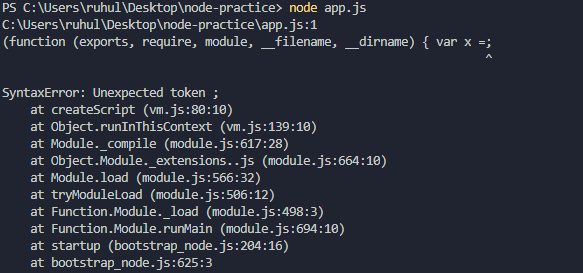 PS C:\Users\ruhul\Desktop\node-practice> node app.js
C:\Users\ruhul\Desktop\node-practice\app.js:1
(function (exports, require, module, __filename, __dirname) { var x =;
^
SyntaxError: Unexpected token ;
at createScript (vm.js:80:10)
at Object.runInThisContext (vm.js:139:10)
at Module._compile (module.js:617:28)
at Object.Module._extensions..js (module.js:664:10)
at Module.load (module.js:566:32)
at tryModuleLoad (module.js:506:12)
at Function.Module._load (module.js:498:3)
at Function.Module.runMain (module.js:694:10)
at startup (bootstrap_node.js:204:16)
at bootstrap_node.js:625:3